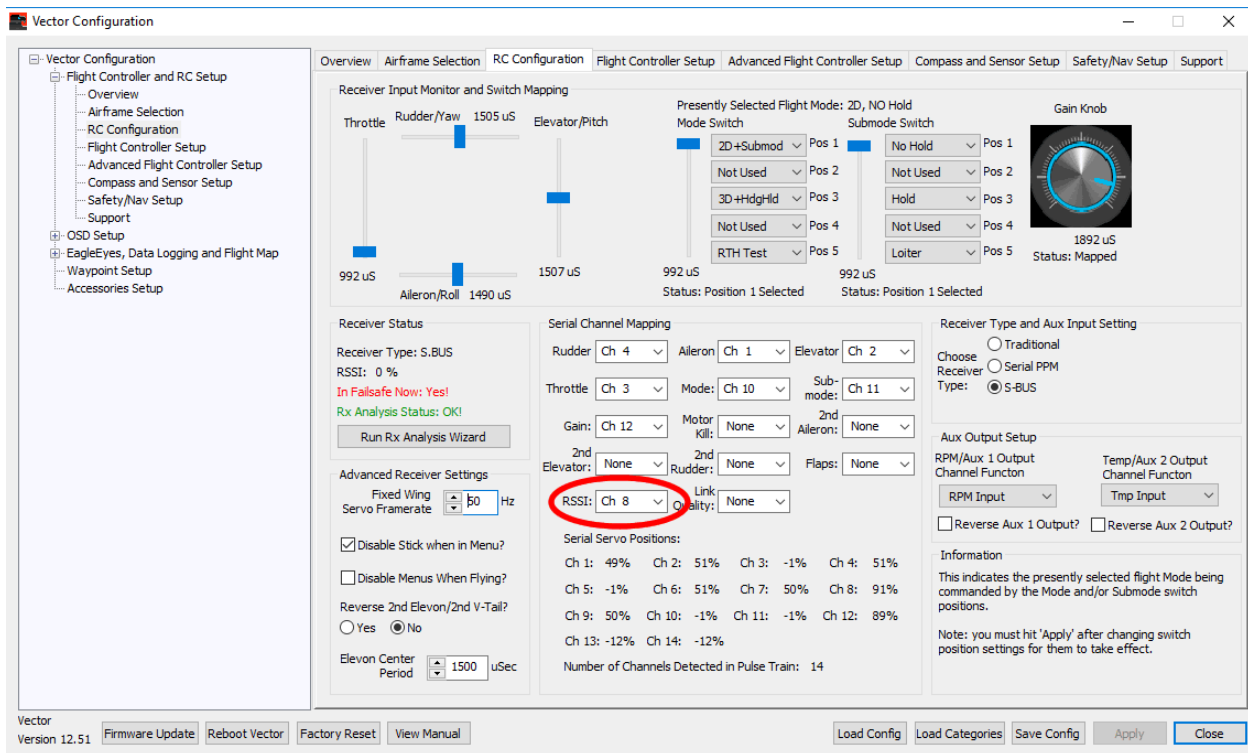 Vector Configuration
Vector Configuration
Flight Controller and RC Setup
Overview
Airframe Selection
RC Configuration
Flight Controller Setup
Advanced Flight Controller Setup
Compass and Sensor Setup
Safety/Nav Setup
Support
OSD Setup
EagleEyes, Data Logging and Flight Map
Waypoint Setup
Accessories Setup
Overview Airframe Selection RC Configuration Flight Controller Setup Advanced Flight Controller Setup Compass and Sensor Setup Safety/Nav Setup Support
Receiver Input Monitor and Switch Mapping
Throttle
Rudder/Yaw 1505 uS
Elevator/Pitch
992 uS
Aileron/Roll 1490 uS
1507 uS
Presently Selected Flight Mode: 2D, NO Hold
Mode Switch
2D+Submod Pos 1
Not Used Pos 2
3D+HdgHld Pos 3
Not Used Pos 4
RTH Test Pos 5
992 uS
Status: Position 1 Selected
Submode Switch
No Hold Pos 1
Not Used Pos 2
Hold Pos 3
Not Used Pos 4
Loiter Pos 5
992 uS
Status: Position 1 Selected
Gain Knob
1892 uS
Status: Mapped
Receiver Status
Receiver Type: S.BUS
RSSI: 0 %
In Failsafe Now: Yes!
Rx Analysis Status: OK!
Run Rx Analysis Wizard
Advanced Receiver Settings
Fixed Wing
Servo Framerate 50 Hz
Disable Stick when in Menu?
Disable Menus When Flying?
Reverse 2nd Elevon/2nd V-Tail?
Yes No
Elevon Center
Period 1500 uSec
Serial Channel Mapping
Rudder Ch 4 Aileron Ch 1 Elevator Ch 2
Throttle Ch 3 Mode: Ch 10 Sub-mode: Ch 11
Gain: Ch 12 Motor Kill: None 2nd Aileron: None
2nd Elevator: None 2nd Rudder: None Flaps: None
RSSI: Ch 8 Link Quality: None
Serial Servo Positions:
Ch 1: 49% Ch 2: 51% Ch 3: -1% Ch 4: 51%
Ch 5: -1% Ch 6: 51% Ch 7: 50% Ch 8: 91%
Ch 9: 50% Ch 10: -1% Ch 11: -1% Ch 12: 89%
Ch 13: -12% Ch 14: -12%
Number of Channels Detected in Pulse Train: 14
Receiver Type and Aux Input Setting
Choose
Receiver
Type:
Traditional
Serial PPM
S-BUS
Aux Output Setup
RPM/Aux 1 Output
Channel Functon
RPM Input
Reverse Aux 1 Output?
Temp/Aux 2 Output
Channel Functon
Tmp Input
Reverse Aux 2 Output?
Information
This indicates the presently selected flight Mode being
commanded by the Mode and/or Submode switch
positions.
Note: you must hit 'Apply' after changing switch
position settings for them to take effect.
Vector
Version 12.51
Firmware Update Reboot Vector Factory Reset View Manual Load Config Load Categories Save Config Apply Close